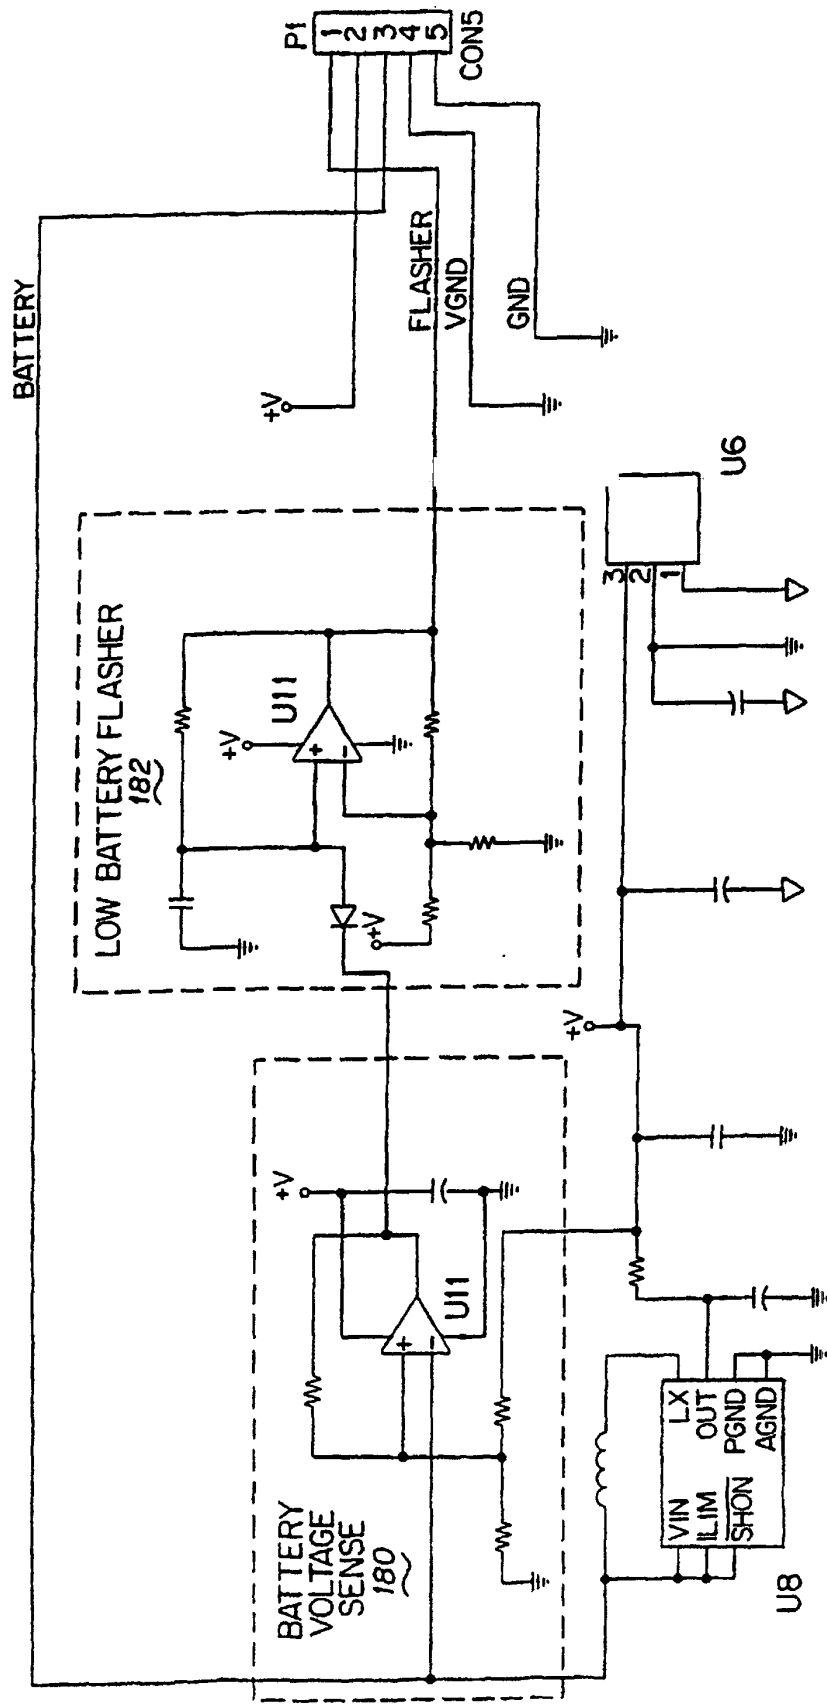 BATTERY
P1
1
2
3
4
5
CON5
FLASHER
VGND
GND
+V
LOW BATTERY FLASHER
182
+V
U11
+
−
+V
U6
3
2
1
+V
BATTERY
VOLTAGE
SENSE
180
+V
U11
+
−
VIN
ILIM
SHON
LX
OUT
PGND
AGND
U8